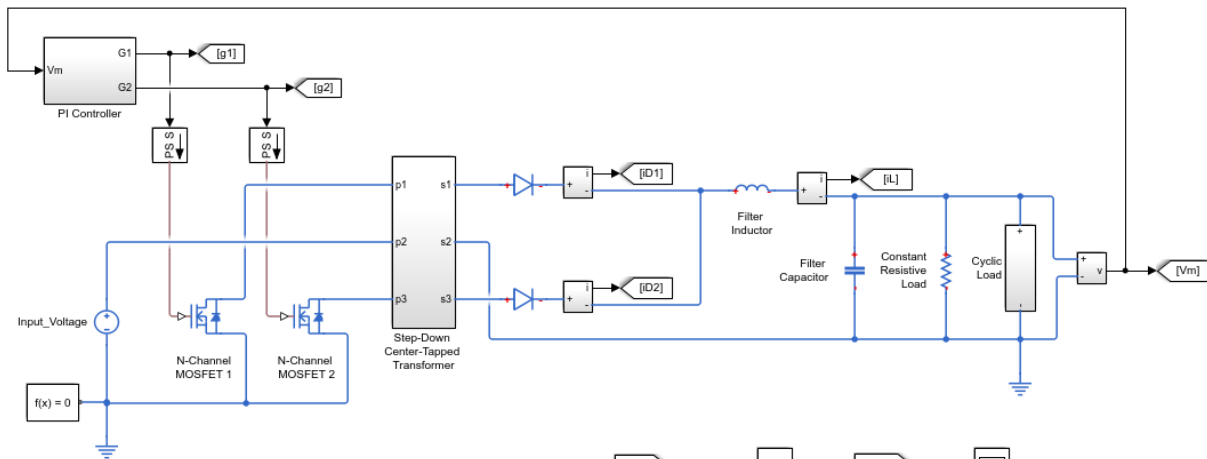 G1
[g1]
Vm
G2
[g2]
PI Controller
PS S
PS S
p1
s1
+
i
-
[iD1]
+
i
-
[iL]
Filter
Inductor
p2
s2
Filter
Capacitor
Constant
Resistive
Load
+
Cyclic
Load
-
+
-
v
[Vm]
p3
s3
+
i
-
[iD2]
Input_Voltage
Step-Down
Center-Tapped
Transformer
N-Channel
MOSFET 1
N-Channel
MOSFET 2
f(x) = 0